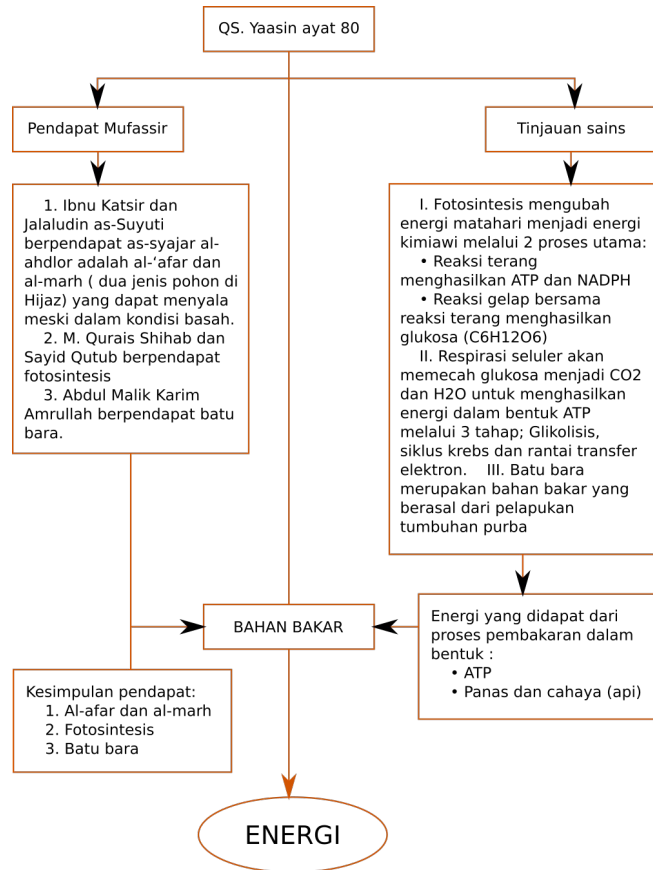 QS. Yaasin ayat 80
Pendapat Mufassir
Tinjauan sains
1. Ibnu Katsir dan
Jalaludin as-Suyuti
berpendapat as-syajar al-
ahdlor adalah al-‘afar dan
al-marh ( dua jenis pohon di
Hijaz) yang dapat menyala
meski dalam kondisi basah.
2. M. Qurais Shihab dan
Sayid Qutub berpendapat
fotosintesis
3. Abdul Malik Karim
Amrullah berpendapat batu
bara.
I. Fotosintesis mengubah
energi matahari menjadi energi
kimiawi melalui 2 proses utama:
• Reaksi terang
menghasilkan ATP dan NADPH
• Reaksi gelap bersama
reaksi terang menghasilkan
glukosa (C6H12O6)
II. Respirasi seluler akan
memecah glukosa menjadi CO2
dan H2O untuk menghasilkan
energi dalam bentuk ATP
melalui 3 tahap; Glikolisis,
siklus krebs dan rantai transfer
elektron. III. Batu bara
merupakan bahan bakar yang
berasal dari pelapukan
tumbuhan purba
BAHAN BAKAR
Energi yang didapat dari
proses pembakaran dalam
bentuk :
• ATP
• Panas dan cahaya (api)
Kesimpulan pendapat:
1. Al-afar dan al-marh
2. Fotosintesis
3. Batu bara
ENERGI